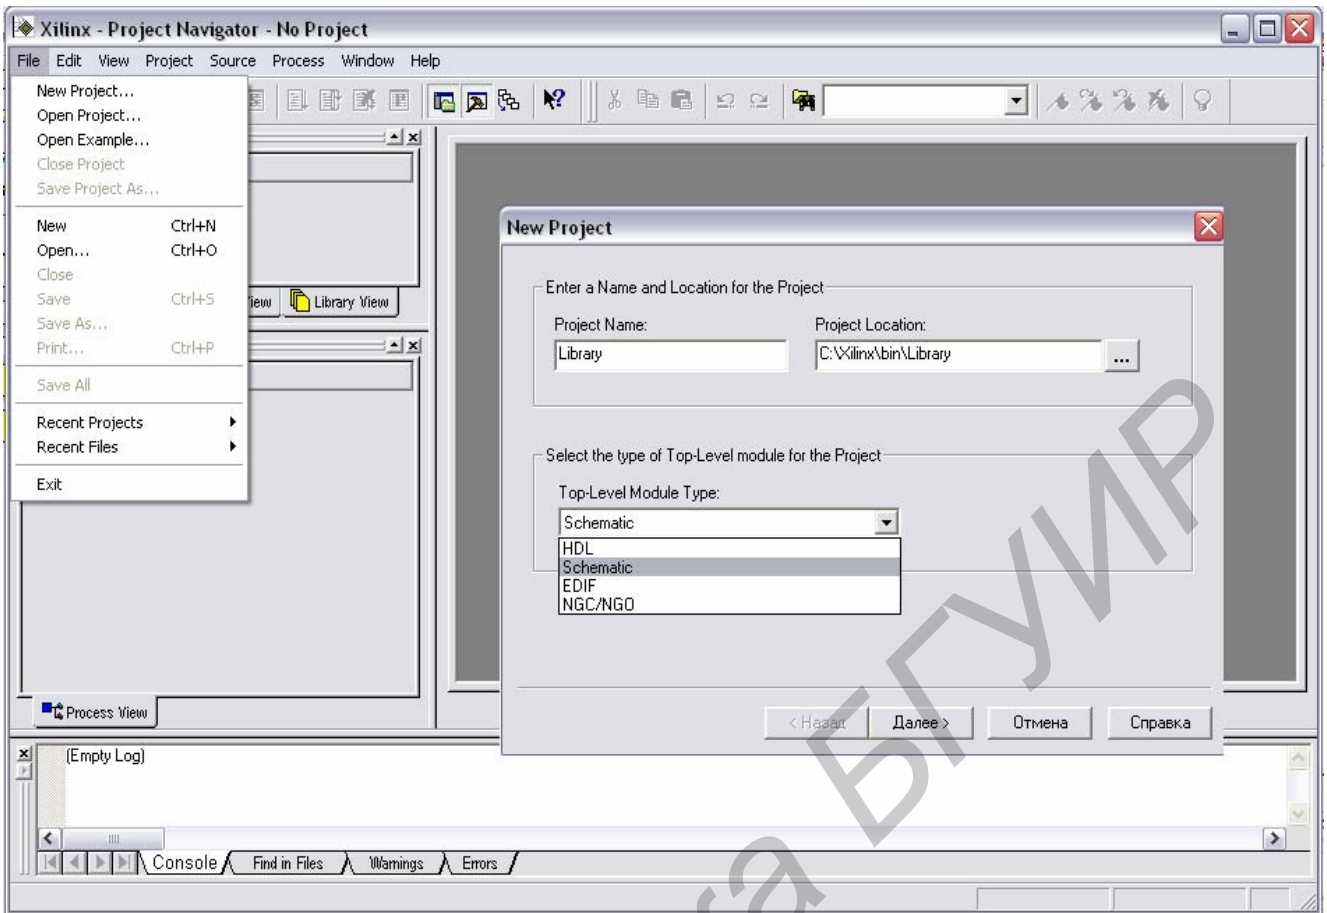 Xilinx - Project Navigator - No Project
File Edit View Project Source Process Window Help
New Project...
Open Project...
Open Example...
Close Project
Save Project As...
New Ctrl+N
Open... Ctrl+O
Close
Save Ctrl+S
Save As...
Print... Ctrl+P
Save All
Recent Projects
Recent Files
Exit
Library View
Process View
New Project
Enter a Name and Location for the Project
Project Name: Project Location:
Library C:\Xilinx\bin\Library ...
Select the type of Top-Level module for the Project
Top-Level Module Type:
Schematic
HDL
Schematic
EDIF
NGC/NGO
< Назад Далее > Отмена Справка
(Empty Log)
Console Find in Files Warnings Errors
БГУИР